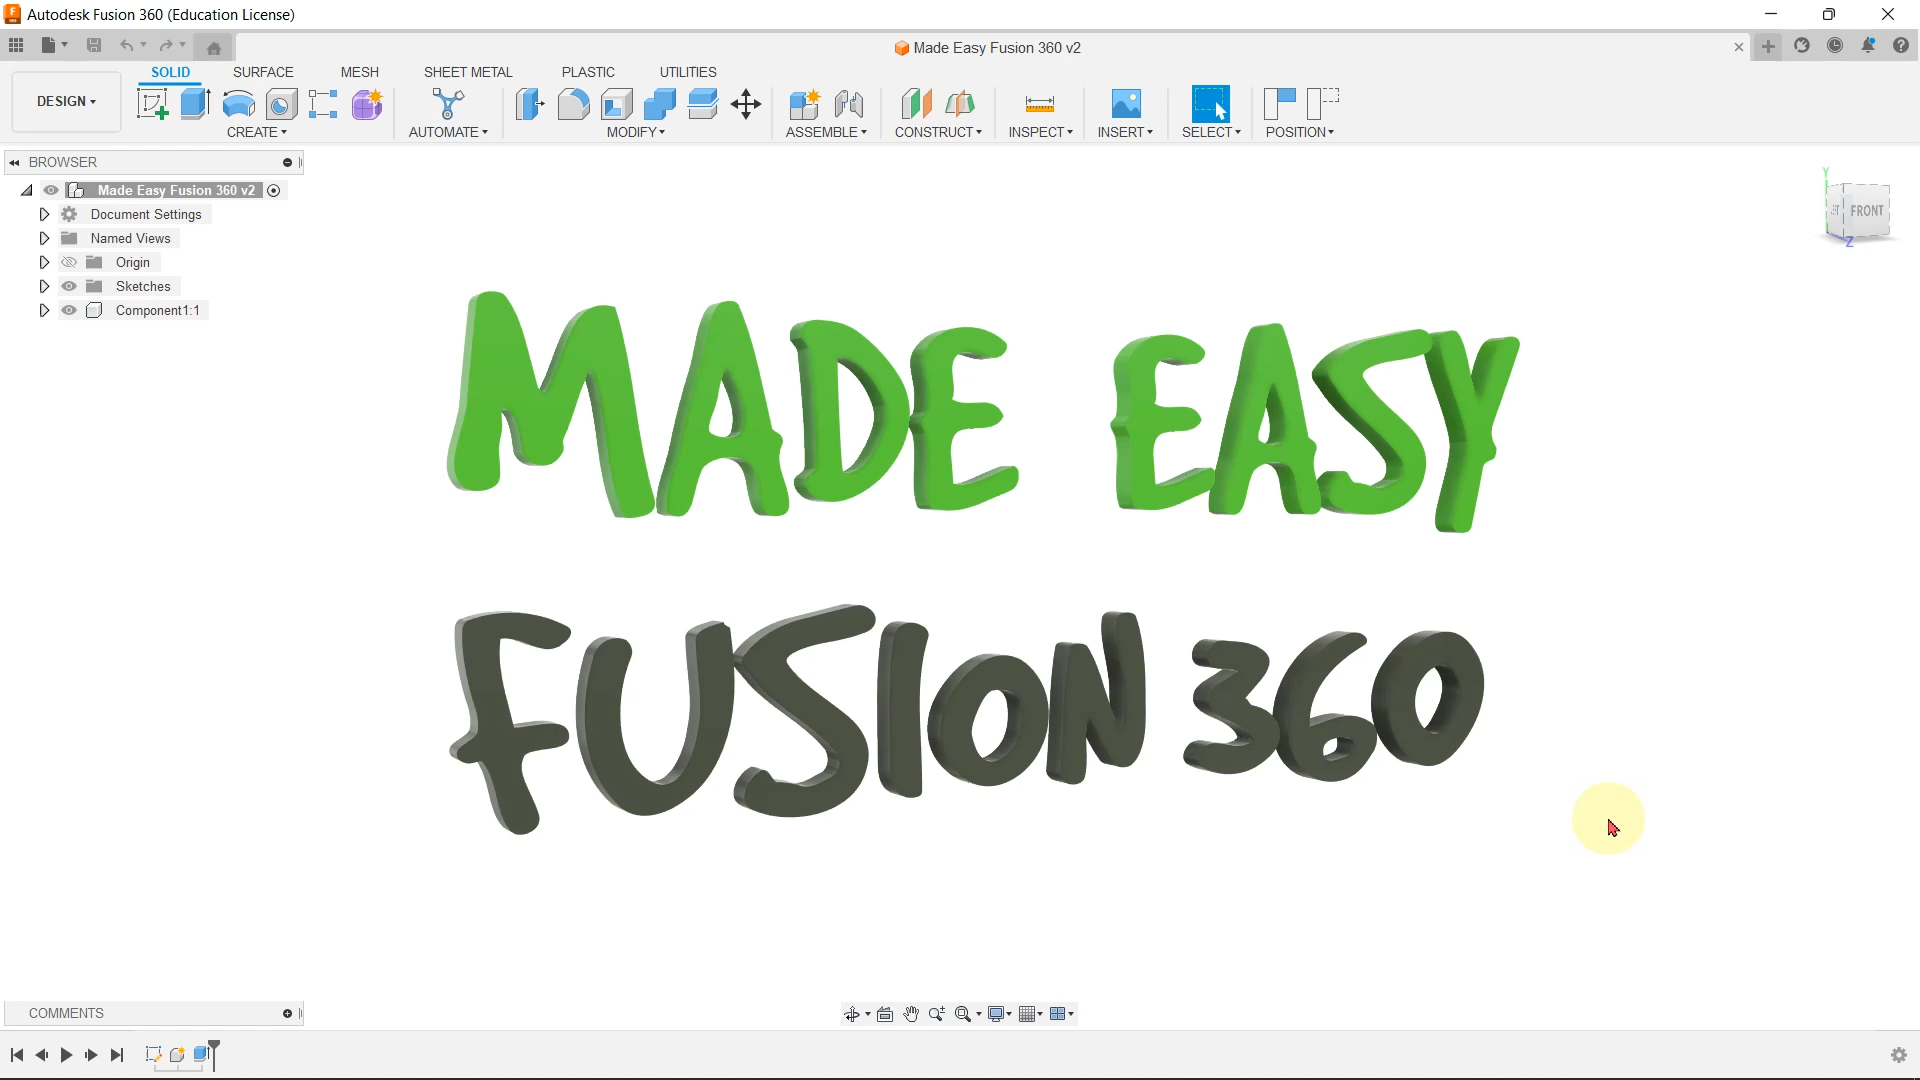 Autodesk Fusion 360 (Education License)
Made Easy Fusion 360 v2
SOLID SURFACE MESH SHEET METAL PLASTIC UTILITIES
DESIGN
CREATE AUTOMATE MODIFY ASSEMBLE CONSTRUCT INSPECT INSERT SELECT POSITION
BROWSER
Made Easy Fusion 360 v2
Document Settings
Named Views
Origin
Sketches
Component1:1
Y
FRONT
Z
MADE EASY
FUSION 360
COMMENTS